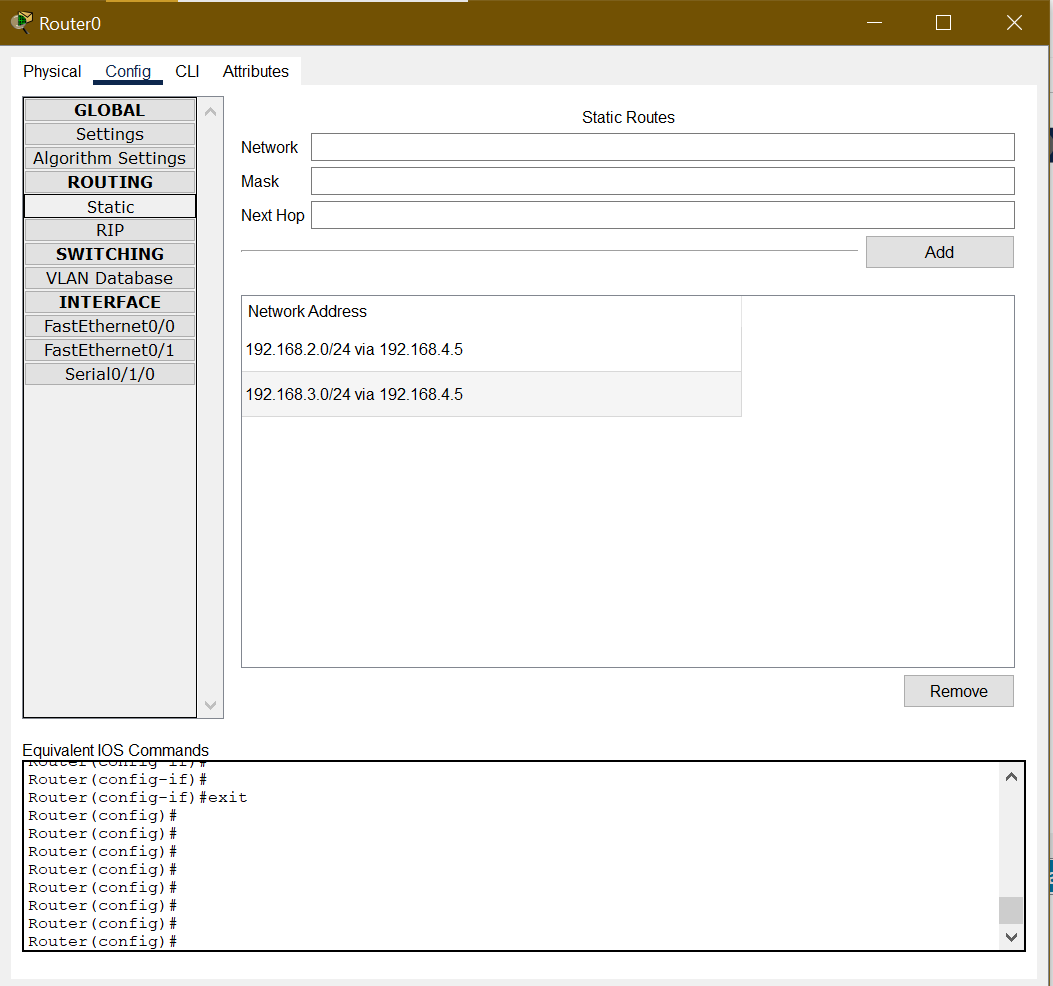 Router0
Physical Config CLI Attributes
GLOBAL
Settings
Algorithm Settings
ROUTING
Static
RIP
SWITCHING
VLAN Database
INTERFACE
FastEthernet0/0
FastEthernet0/1
Serial0/1/0
Static Routes
Network
Mask
Next Hop
Add
Network Address
192.168.2.0/24 via 192.168.4.5
192.168.3.0/24 via 192.168.4.5
Remove
Equivalent IOS Commands
Router(config-if)#
Router(config-if)#
Router(config-if)#exit
Router(config)#
Router(config)#
Router(config)#
Router(config)#
Router(config)#
Router(config)#
Router(config)#
Router(config)#